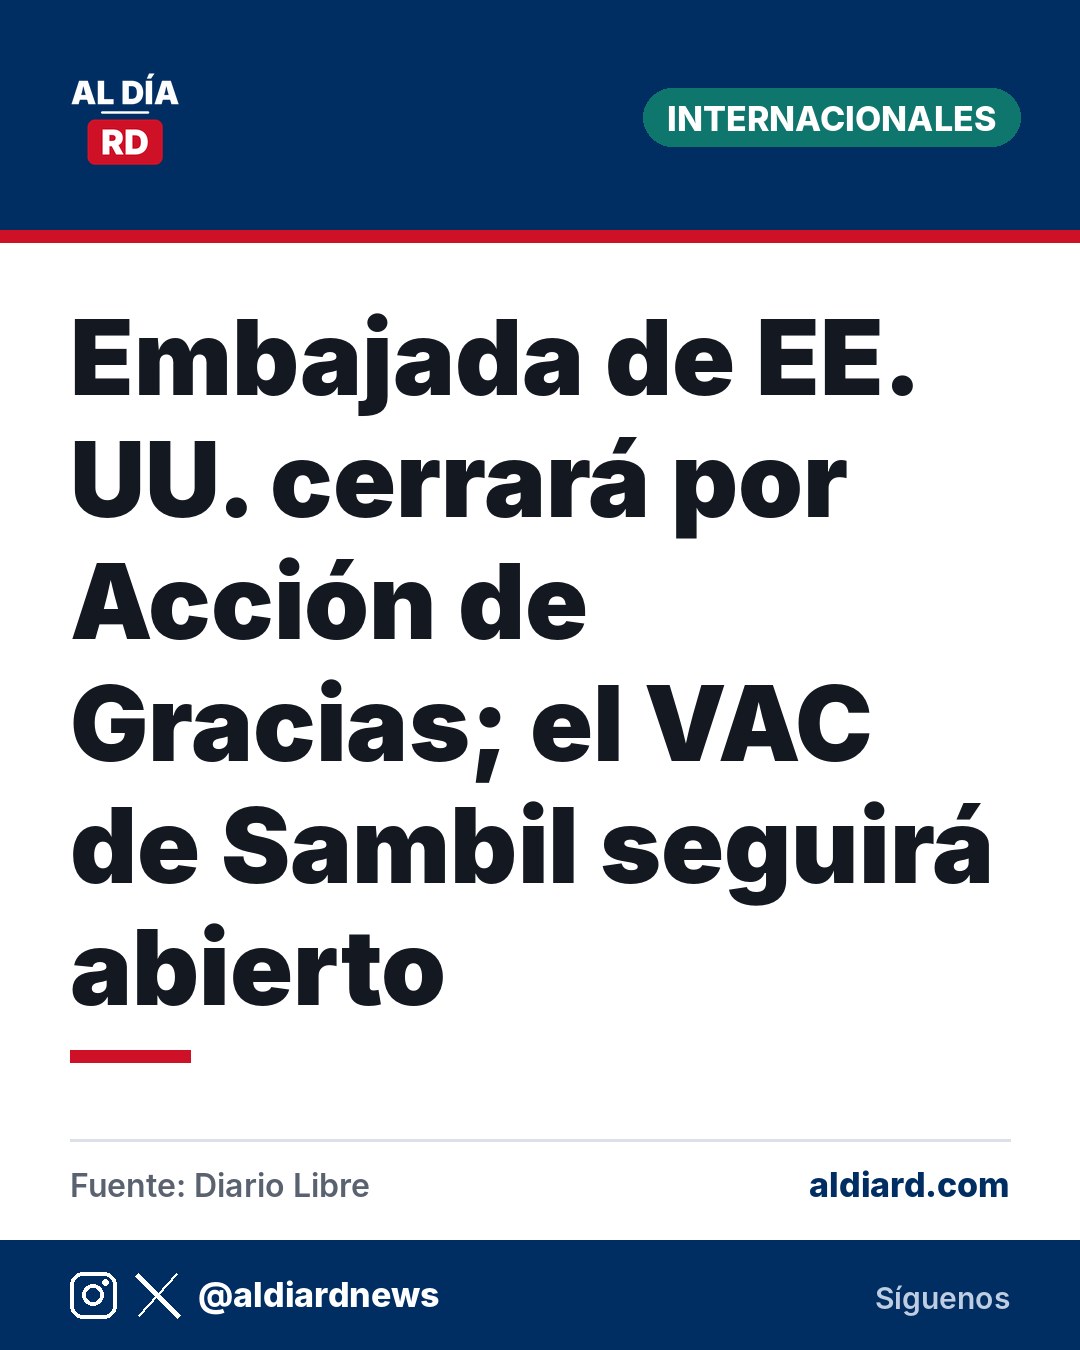 AL DÍA
RD
INTERNACIONALES
Embajada de EE.
UU. cerrará por
Acción de
Gracias; el VAC
de Sambil seguirá
abierto
Fuente: Diario Libre
aldiard.com
@aldiardnews
Síguenos